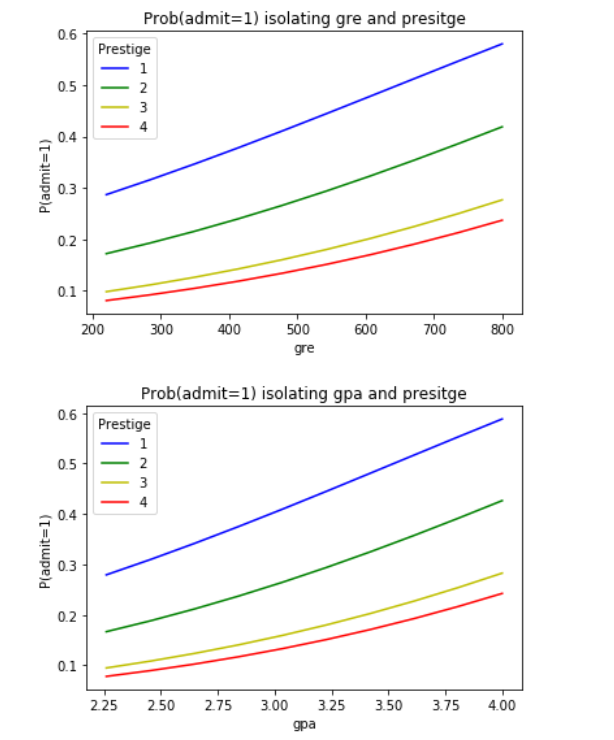 Prob(admit=1) isolating gre and presitge
0.6
0.5
0.4
0.3
0.2
0.1
P(admit=1)
Prestige
1
2
3
4
200 300 400 500 600 700 800
gre
Prob(admit=1) isolating gpa and presitge
0.6
0.5
0.4
0.3
0.2
0.1
P(admit=1)
Prestige
1
2
3
4
2.25 2.50 2.75 3.00 3.25 3.50 3.75 4.00
gpa